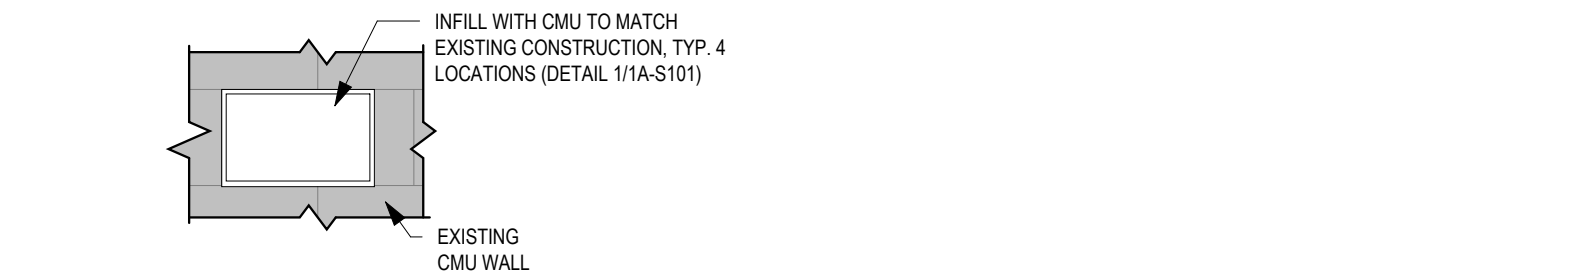 INFILL WITH CMU TO MATCH
EXISTING CONSTRUCTION, TYP. 4
LOCATIONS (DETAIL 1/1A-S101)
EXISTING
CMU WALL